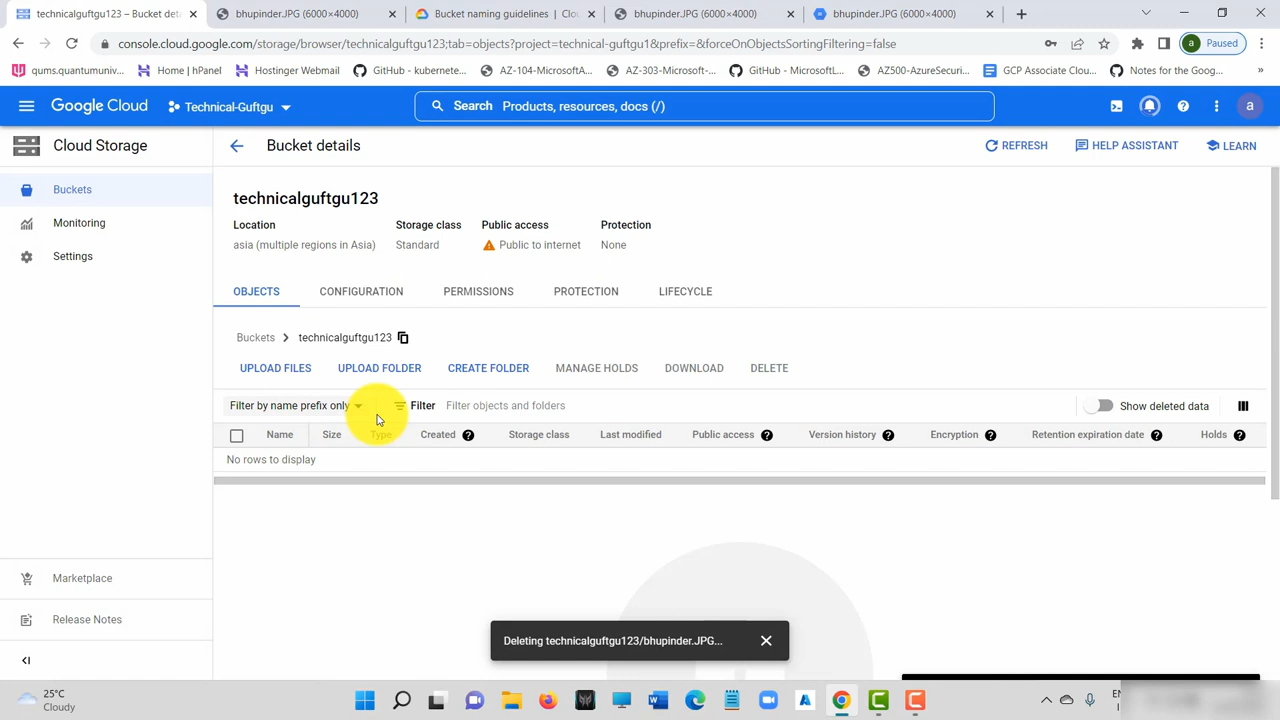 technicalguftgu123 – Bucket deta
bhupinder.JPG (6000×4000)
Bucket naming guidelines | Clou
bhupinder.JPG (6000×4000)
bhupinder.JPG (6000×4000)
console.cloud.google.com/storage/browser/technicalguftgu123;tab=objects?project=technical-guftgu1&prefix=&forceOnObjectsSortingFiltering=false
a Paused
qums.quantumuniv...
Home | hPanel
Hostinger Webmail
GitHub - kubernete...
AZ-104-MicrosoftA...
AZ-303-Microsoft-...
GitHub - MicrosoftL...
AZ500-AzureSecuri...
GCP Associate Clou...
Notes for the Goog...
»
Google Cloud
Technical-Guftgu
Search Products, resources, docs (/)
a
Cloud Storage
Bucket details
REFRESH
HELP ASSISTANT
LEARN
Buckets
Monitoring
Settings
technicalguftgu123
Location Storage class Public access Protection
asia (multiple regions in Asia) Standard Public to internet None
OBJECTS CONFIGURATION PERMISSIONS PROTECTION LIFECYCLE
Buckets > technicalguftgu123
UPLOAD FILES UPLOAD FOLDER CREATE FOLDER MANAGE HOLDS DOWNLOAD DELETE
Filter by name prefix only Filter Filter objects and folders Show deleted data
Name Size Type Created Storage class Last modified Public access Version history Encryption Retention expiration date Holds
No rows to display
Marketplace
Release Notes
Deleting technicalguftgu123/bhupinder.JPG...
25°C
Cloudy